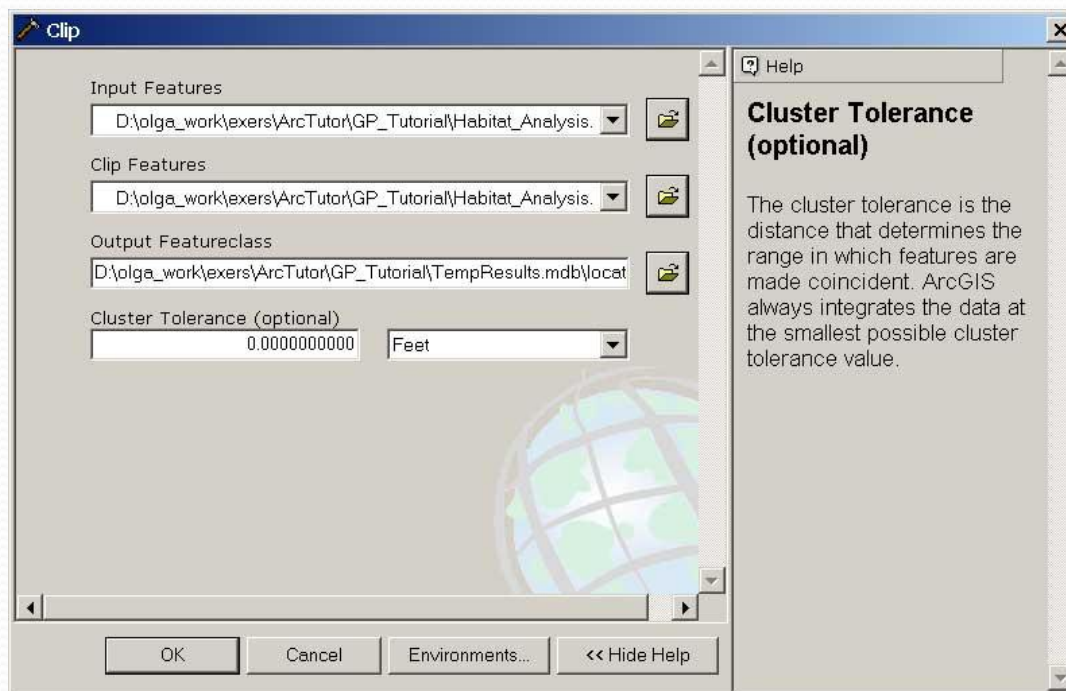 Clip
Input Features
D:\olga_work\exers\ArcTutor\GP_Tutorial\Habitat_Analysis.
Clip Features
D:\olga_work\exers\ArcTutor\GP_Tutorial\Habitat_Analysis.
Output Featureclass
D:\olga_work\exers\ArcTutor\GP_Tutorial\TempResults.mdb\locat
Cluster Tolerance (optional)
0.0000000000 Feet
OK Cancel Environments... << Hide Help
Help
Cluster Tolerance
(optional)
The cluster tolerance is the
distance that determines the
range in which features are
made coincident. ArcGIS
always integrates the data at
the smallest possible cluster
tolerance value.